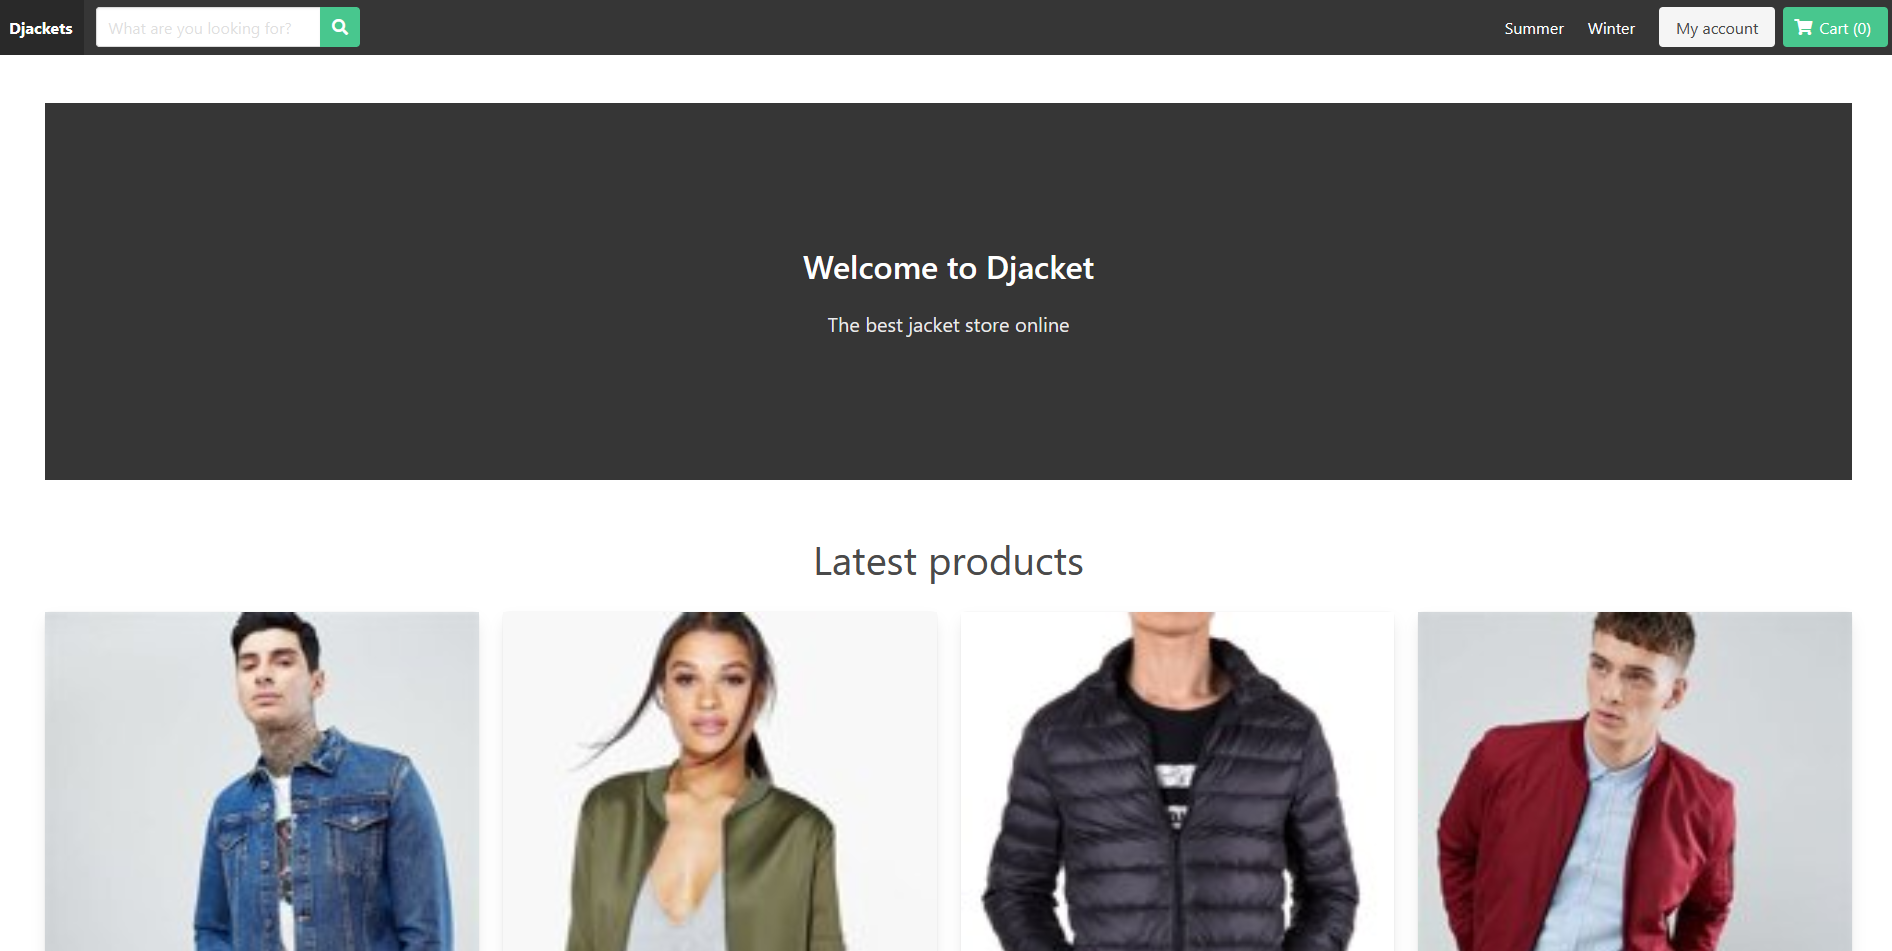 Djackets
What are you looking for?
Summer
Winter
My account
Cart (0)
Welcome to Djacket
The best jacket store online
Latest products